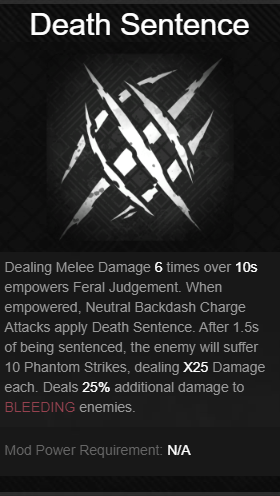 Death Sentence
Dealing Melee Damage 6 times over 10s
empowers Feral Judgement. When
empowered, Neutral Backdash Charge
Attacks apply Death Sentence. After 1.5s
of being sentenced, the enemy will suffer
10 Phantom Strikes, dealing X25 Damage
each. Deals 25% additional damage to
BLEEDING enemies.
Mod Power Requirement: N/A